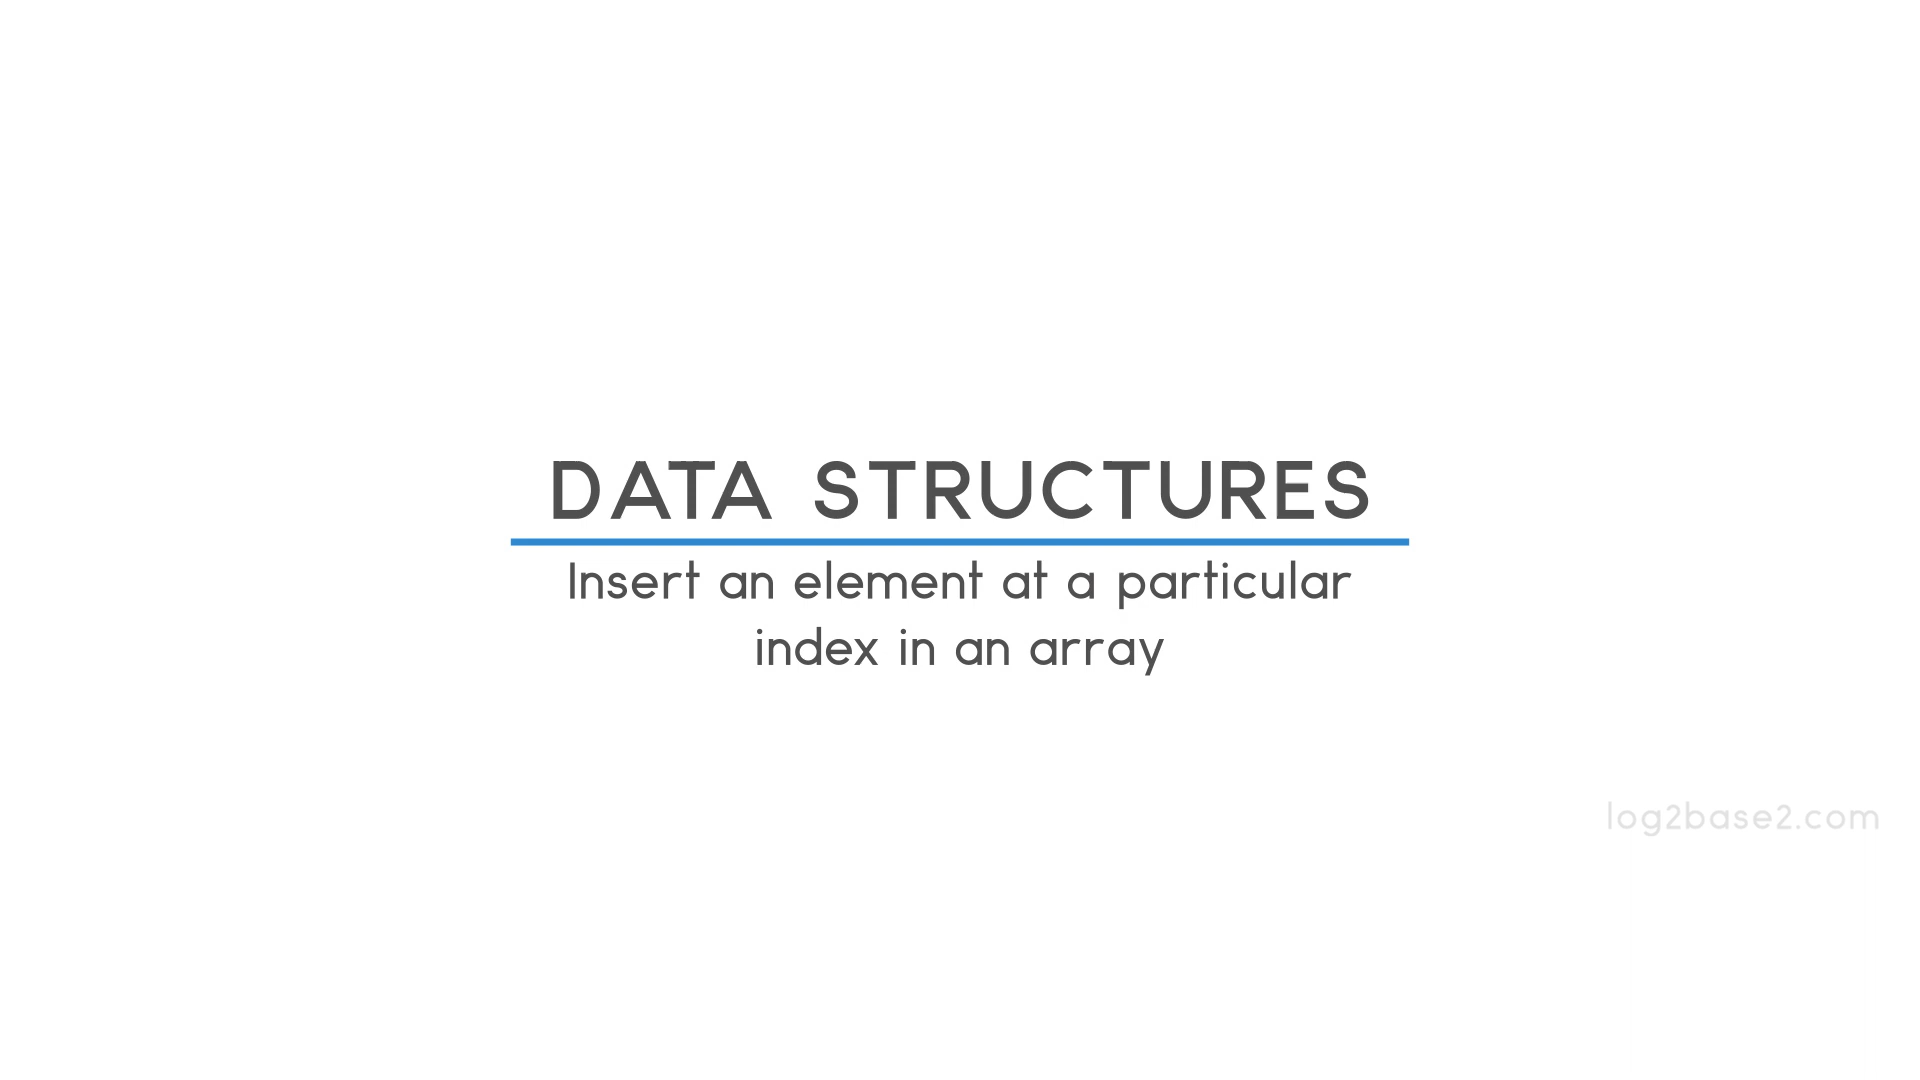 DATA STRUCTURES
Insert an element at a particular
index in an array
log2base2.com